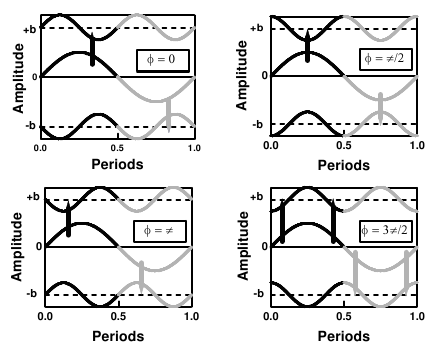 +b
0
-b
Amplitude
ϕ = 0
0.0 0.5 1.0
Periods
+b
0
-b
Amplitude
ϕ = ≠/2
0.0 0.5 1.0
Periods
+b
0
-b
Amplitude
ϕ = ≠
0.0 0.5 1.0
Periods
+b
0
-b
Amplitude
ϕ = 3≠/2
0.0 0.5 1.0
Periods